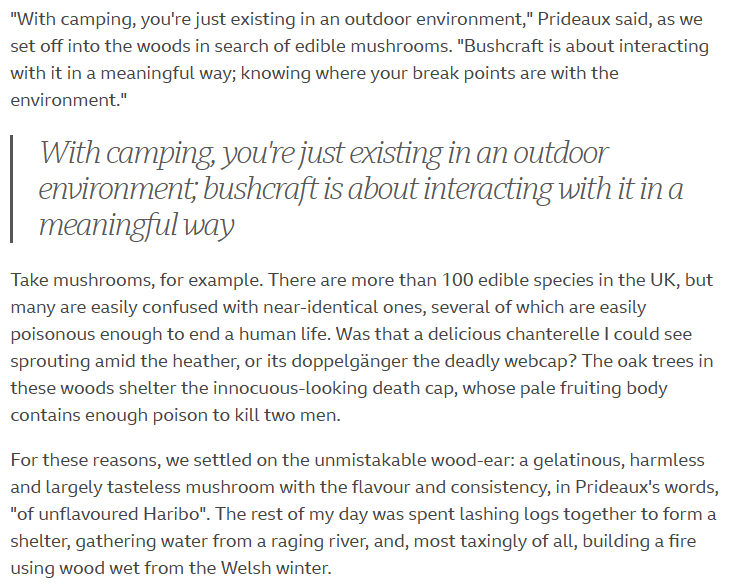 "With camping, you're just existing in an outdoor environment," Prideaux said, as we
set off into the woods in search of edible mushrooms. "Bushcraft is about interacting
with it in a meaningful way; knowing where your break points are with the
environment."
With camping, you're just existing in an outdoor
environment; bushcraft is about interacting with it in a
meaningful way
Take mushrooms, for example. There are more than 100 edible species in the UK, but
many are easily confused with near-identical ones, several of which are easily
poisonous enough to end a human life. Was that a delicious chanterelle I could see
sprouting amid the heather, or its doppelgänger the deadly webcap? The oak trees in
these woods shelter the innocuous-looking death cap, whose pale fruiting body
contains enough poison to kill two men.
For these reasons, we settled on the unmistakable wood-ear: a gelatinous, harmless
and largely tasteless mushroom with the flavour and consistency, in Prideaux's words,
"of unflavoured Haribo". The rest of my day was spent lashing logs together to form a
shelter, gathering water from a raging river, and, most taxingly of all, building a fire
using wood wet from the Welsh winter.